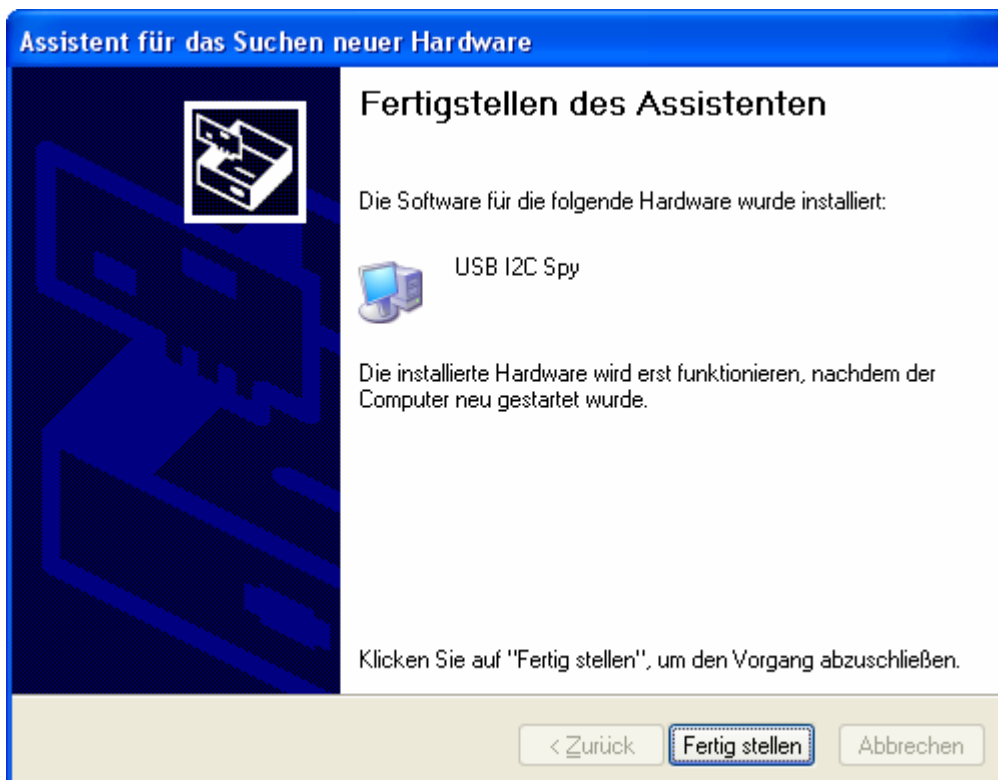 Assistent für das Suchen neuer Hardware
Fertigstellen des Assistenten
Die Software für die folgende Hardware wurde installiert:
USB I2C Spy
Die installierte Hardware wird erst funktionieren, nachdem der
Computer neu gestartet wurde.
Klicken Sie auf "Fertig stellen", um den Vorgang abzuschließen.
< Zurück
Fertig stellen
Abbrechen